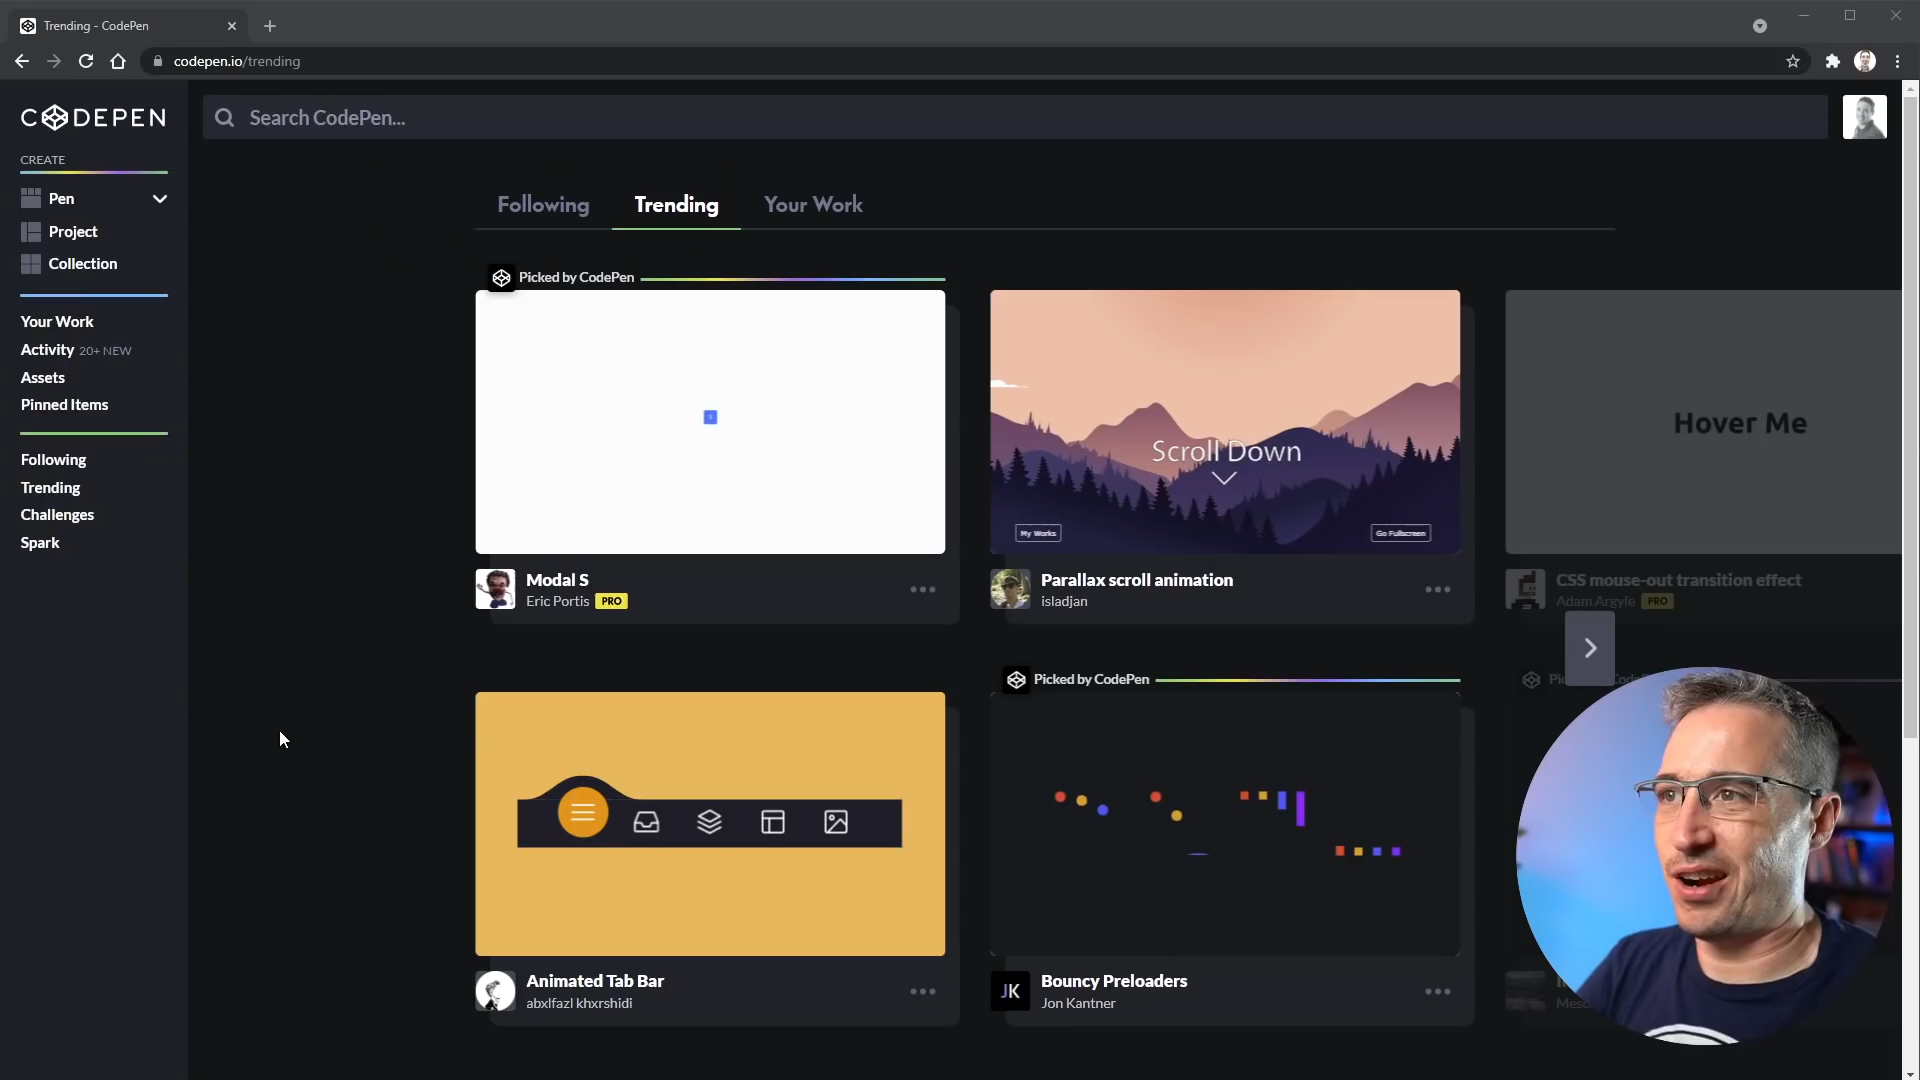 Trending - CodePen
codepen.io/trending
CODEPEN
Search CodePen...
CREATE
Pen
Project
Collection
Your Work
Activity 20+ NEW
Assets
Pinned Items
Following
Trending
Challenges
Spark
Following Trending Your Work
Picked by CodePen
Scroll Down
My Works
Go Fullscreen
Hover Me
Modal S
Eric Portis PRO
Parallax scroll animation
isladjan
CSS mouse-out transition effect
Adam Argyle PRO
Picked by CodePen
Animated Tab Bar
abxlfazl khxrshidi
JK
Bouncy Preloaders
Jon Kantner